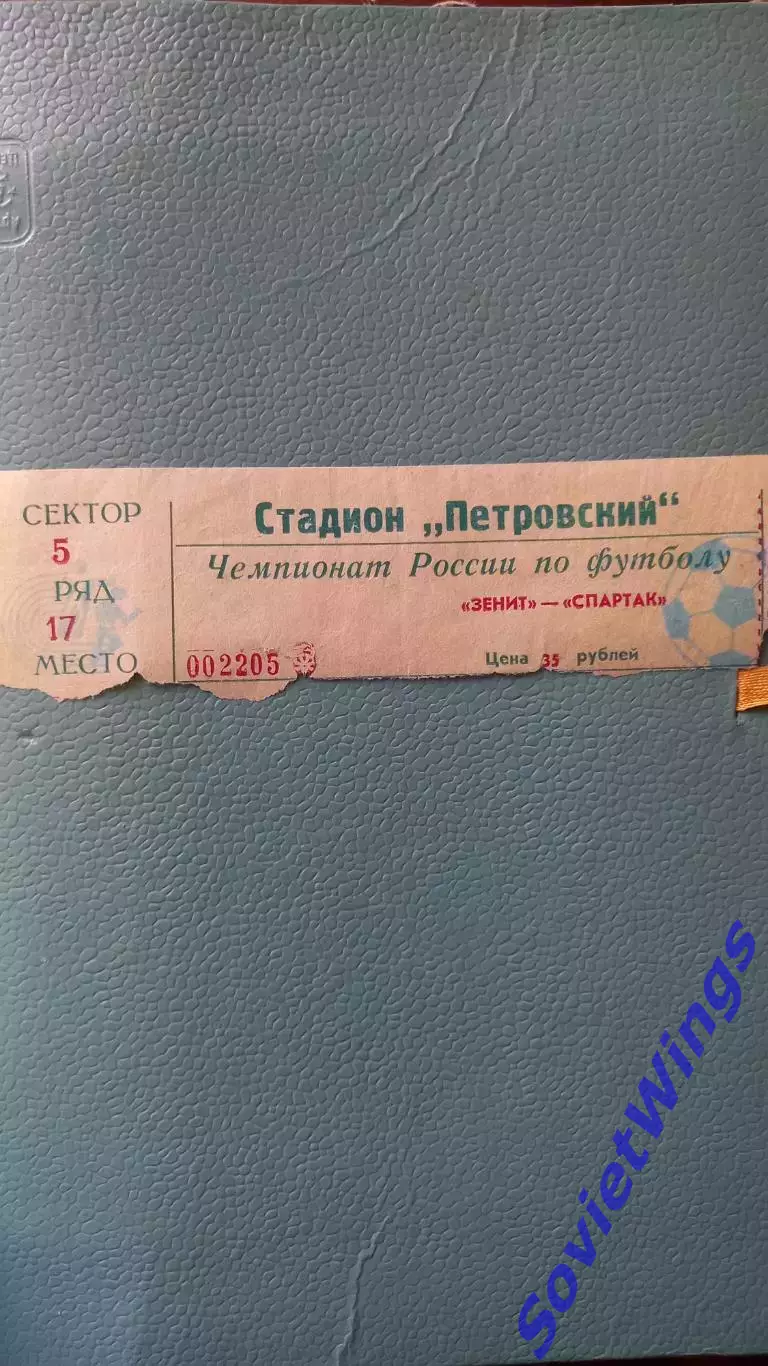 СЕКТОР
5
РЯД
17
МЕСТО
Стадион „Петровский“
Чемпионат России по футболу
«ЗЕНИТ» — «СПАРТАК»
002205
Цена 35 рублей
SovietWings